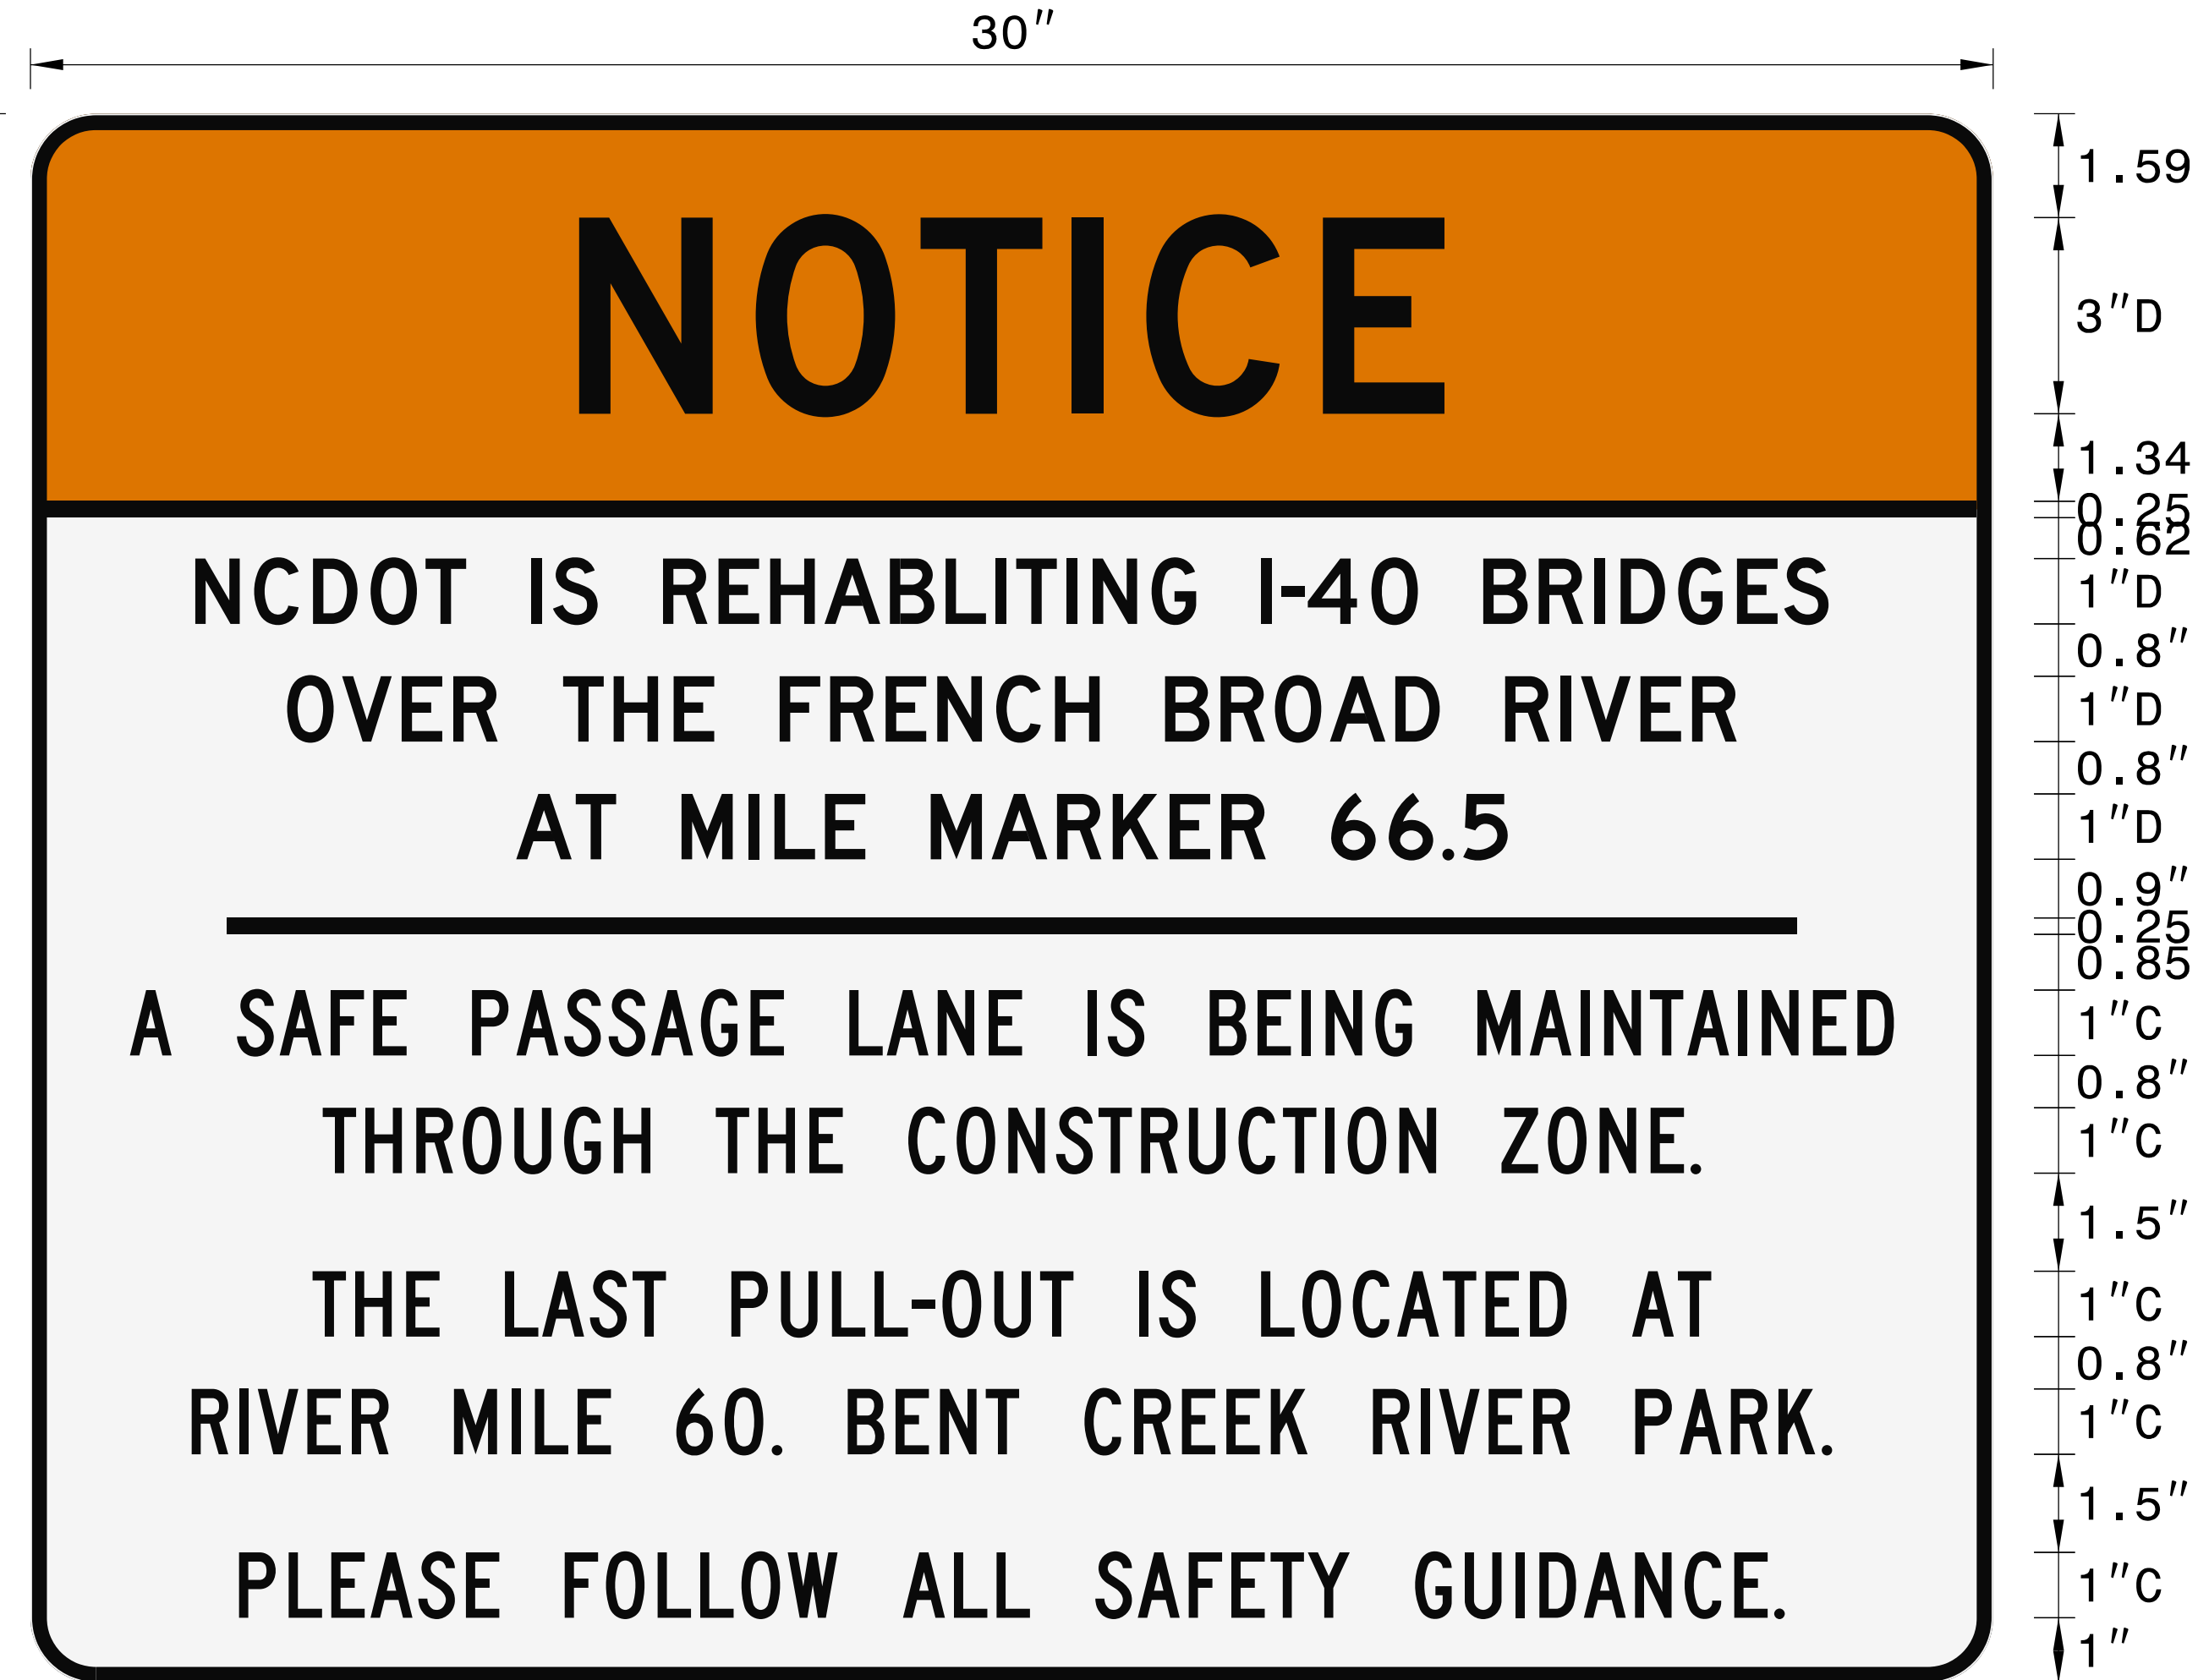 30"
NOTICE
NCDOT IS REHABLITING I-40 BRIDGES
OVER THE FRENCH BROAD RIVER
AT MILE MARKER 66.5
A SAFE PASSAGE LANE IS BEING MAINTAINED
THROUGH THE CONSTRUCTION ZONE.
THE LAST PULL-OUT IS LOCATED AT
RIVER MILE 60. BENT CREEK RIVER PARK.
PLEASE FOLLOW ALL SAFETY GUIDANCE.
1.59
3"D
1.34
0.25
0.62
1"D
0.8"
1"D
0.8"
1"D
0.9"
0.25
0.85
1"C
0.8"
1"C
1.5"
1"C
0.8"
1"C
1.5"
1"C
1"